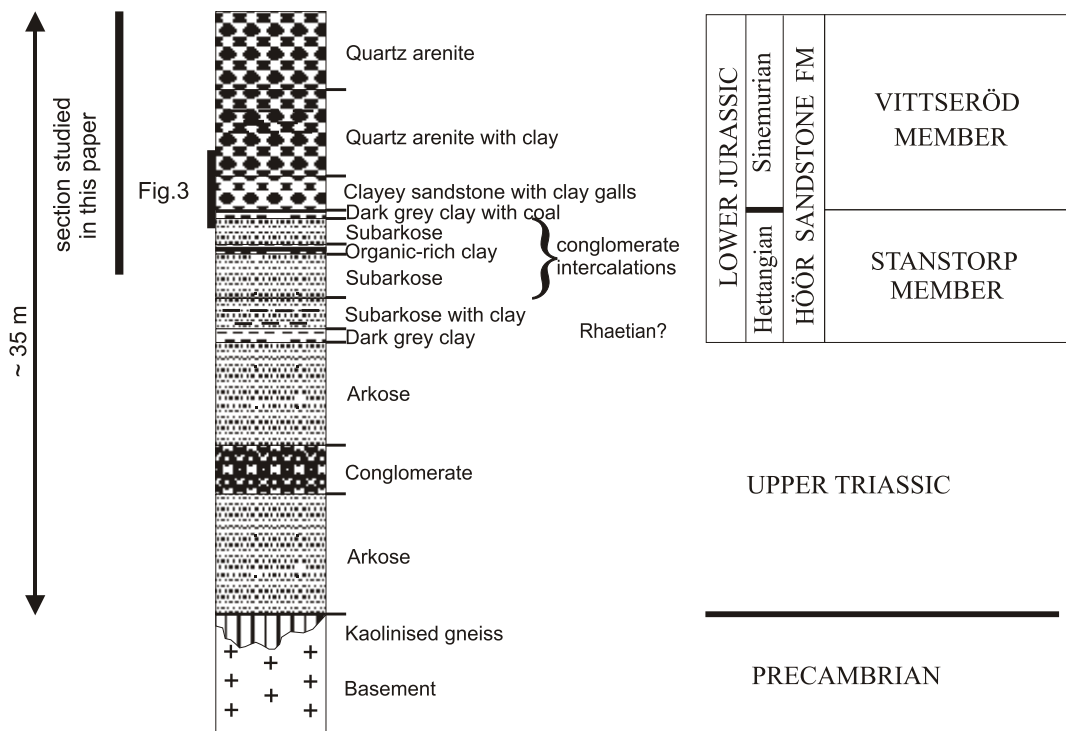 ~ 35 m
section studied
in this paper
Fig.3
Quartz arenite
Quartz arenite with clay
Clayey sandstone with clay galls
Dark grey clay with coal
Subarkose
Organic-rich clay
Subarkose
conglomerate
intercalations
Subarkose with clay
Rhaetian?
Dark grey clay
Arkose
Conglomerate
Arkose
Kaolinised gneiss
Basement
LOWER JURASSIC
Sinemurian
Hettangian
HÖÖR SANDSTONE FM
VITTSERÖD
MEMBER
STANSTORP
MEMBER
UPPER TRIASSIC
PRECAMBRIAN